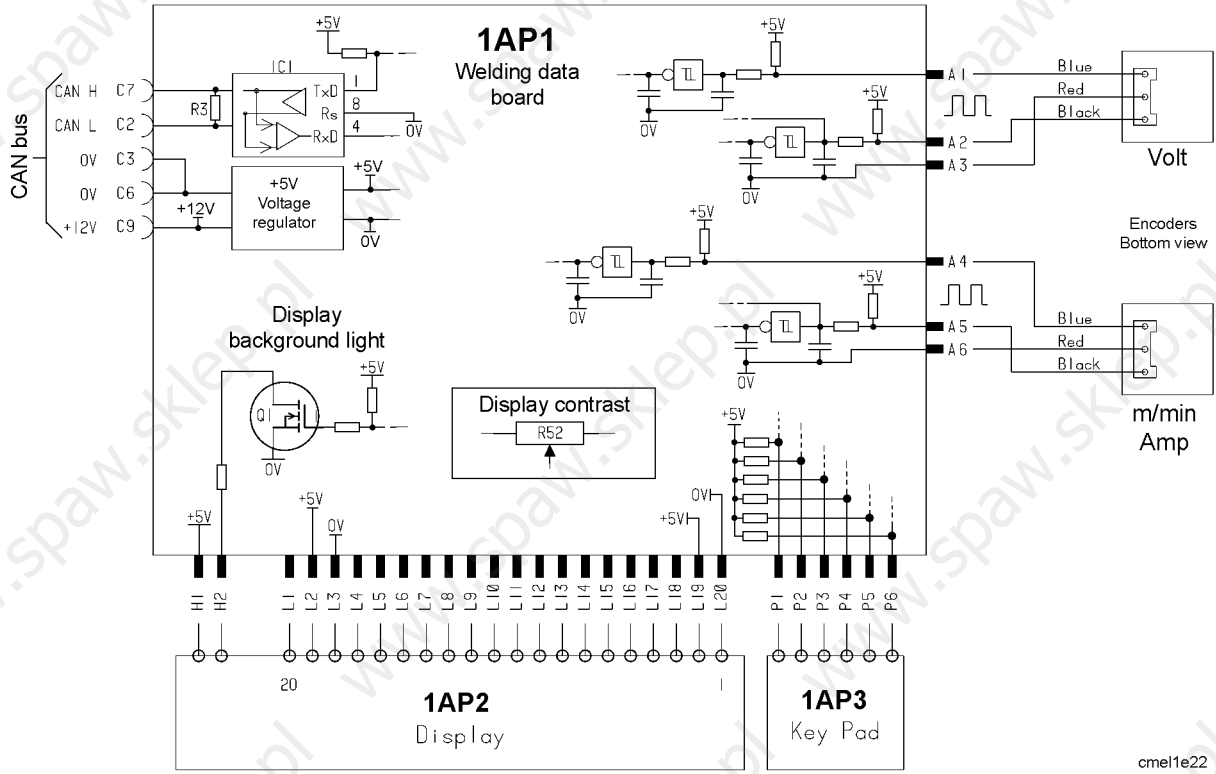 1AP1
Welding data
board
+5V
IC1
CAN bus
CAN H C7
CAN L C2
0V C3
0V C6
+12V C9
R3
TxD 1
Rs 8
RxD 4
0V
+12V
+5V
Voltage
regulator
+5V
0V
+5V
0V
+5V
0V
A1
A2
A3
Blue
Red
Black
Volt
Encoders
Bottom view
+5V
0V
+5V
0V
A4
A5
A6
Blue
Red
Black
m/min
Amp
Display
background light
+5V
Q1
0V
Display contrast
R52
+5V
+5V
+5V
0V
+5V
0V
H1 H2 L1 L2 L3 L4 L5 L6 L7 L8 L9 L10 L11 L12 L13 L14 L15 L16 L17 L18 L19 L20 P1 P2 P3 P4 P5 P6
20 1
1AP2
Display
1AP3
Key Pad
cmel1e22
www.spaw.sklep.pl